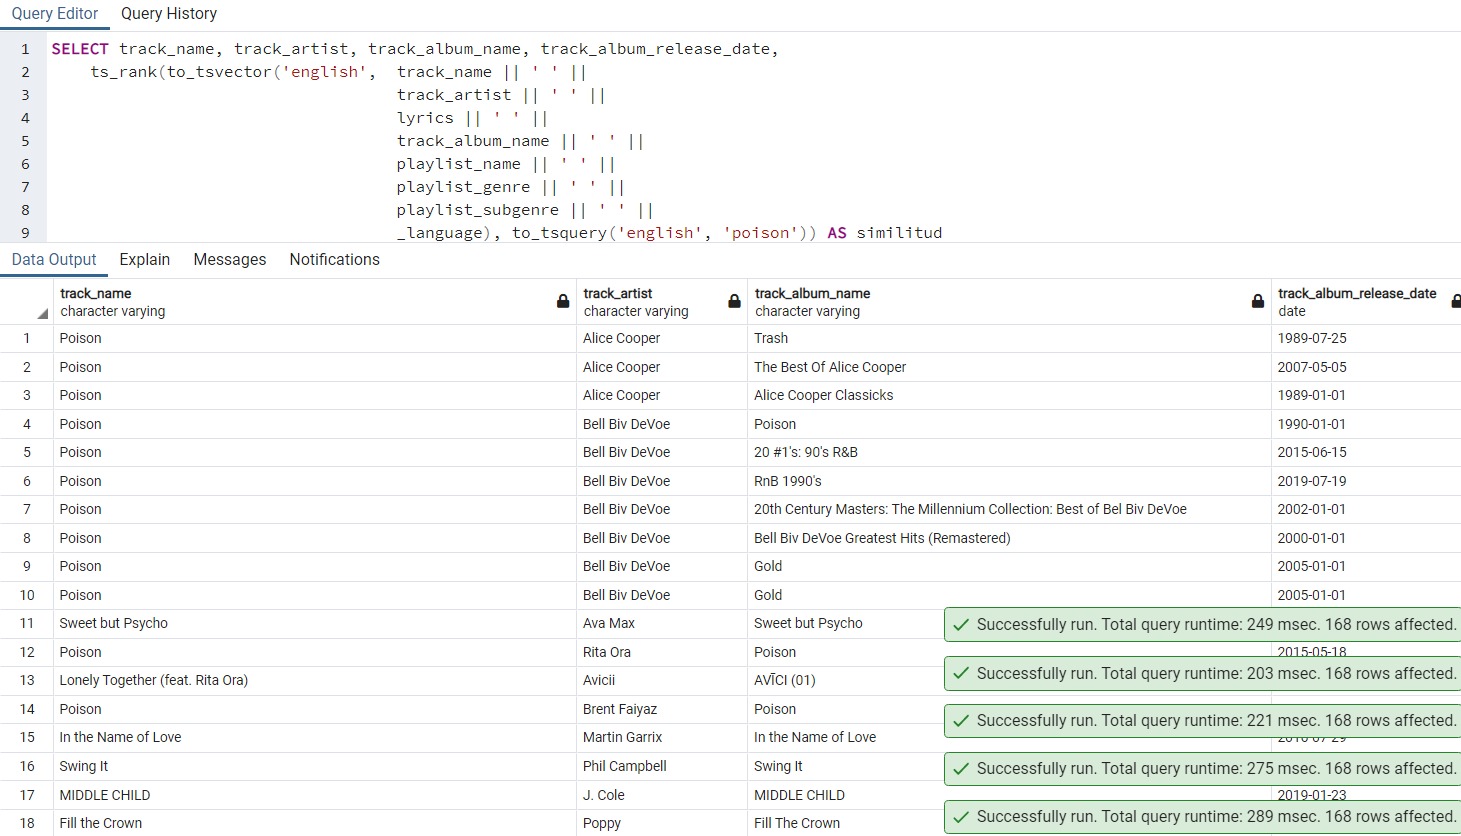 Query Editor Query History
1 SELECT track_name, track_artist, track_album_name, track_album_release_date,
2 ts_rank(to_tsvector('english', track_name || ' ' ||
3 track_artist || ' ' ||
4 lyrics || ' ' ||
5 track_album_name || ' ' ||
6 playlist_name || ' ' ||
7 playlist_genre || ' ' ||
8 playlist_subgenre || ' ' ||
9 _language), to_tsquery('english', 'poison')) AS similitud
Data Output Explain Messages Notifications
track_name track_artist track_album_name track_album_release_date
character varying character varying character varying date
1 Poison Alice Cooper Trash 1989-07-25
2 Poison Alice Cooper The Best Of Alice Cooper 2007-05-05
3 Poison Alice Cooper Alice Cooper Classicks 1989-01-01
4 Poison Bell Biv DeVoe Poison 1990-01-01
5 Poison Bell Biv DeVoe 20 #1's: 90's R&B 2015-06-15
6 Poison Bell Biv DeVoe RnB 1990's 2019-07-19
7 Poison Bell Biv DeVoe 20th Century Masters: The Millennium Collection: Best of Bel Biv DeVoe 2002-01-01
8 Poison Bell Biv DeVoe Bell Biv DeVoe Greatest Hits (Remastered) 2000-01-01
9 Poison Bell Biv DeVoe Gold 2005-01-01
10 Poison Bell Biv DeVoe Gold 2005-01-01
11 Sweet but Psycho Ava Max Sweet but Psycho Successfully run. Total query runtime: 249 msec. 168 rows affected.
12 Poison Rita Ora Poison 2015-05-18
13 Lonely Together (feat. Rita Ora) Avicii AVĪCI (01) Successfully run. Total query runtime: 203 msec. 168 rows affected.
14 Poison Brent Faiyaz Poison Successfully run. Total query runtime: 221 msec. 168 rows affected.
15 In the Name of Love Martin Garrix In the Name of Love
16 Swing It Phil Campbell Swing It Successfully run. Total query runtime: 275 msec. 168 rows affected.
17 MIDDLE CHILD J. Cole MIDDLE CHILD 2019-01-23
18 Fill the Crown Poppy Fill The Crown Successfully run. Total query runtime: 289 msec. 168 rows affected.